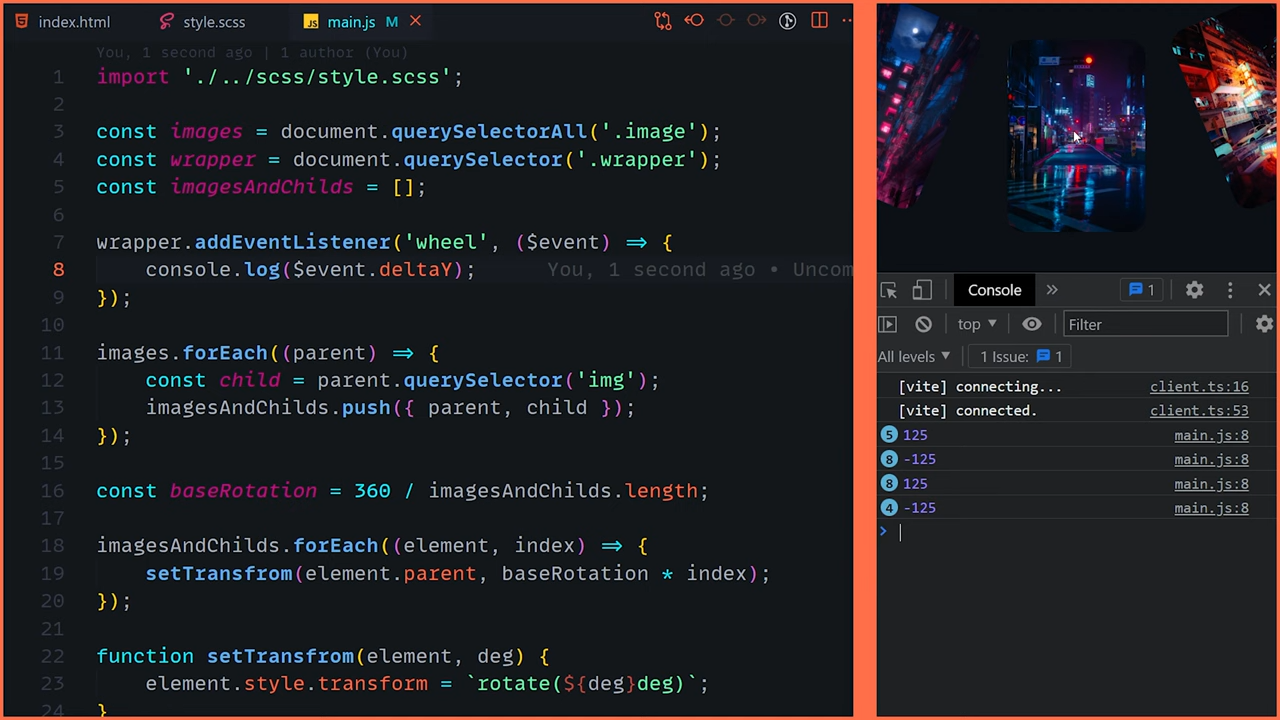 index.html
style.scss
JS main.js M
You, 1 second ago | 1 author (You)
1 import './../scss/style.scss';
2
3 const images = document.querySelectorAll('.image');
4 const wrapper = document.querySelector('.wrapper');
5 const imagesAndChilds = [];
6
7 wrapper.addEventListener('wheel', ($event) => {
8 console.log($event.deltaY); You, 1 second ago • Uncom
9 });
10
11 images.forEach((parent) => {
12 const child = parent.querySelector('img');
13 imagesAndChilds.push({ parent, child });
14 });
15
16 const baseRotation = 360 / imagesAndChilds.length;
17
18 imagesAndChilds.forEach((element, index) => {
19 setTransfrom(element.parent, baseRotation * index);
20 });
21
22 function setTransfrom(element, deg) {
23 element.style.transform = `rotate(${deg}deg)`;
24 }
Console » 1
top ▼ Filter
All levels ▼ 1 Issue: 1
[vite] connecting... client.ts:16
[vite] connected. client.ts:53
5 125 main.js:8
8 -125 main.js:8
8 125 main.js:8
4 -125 main.js:8
>